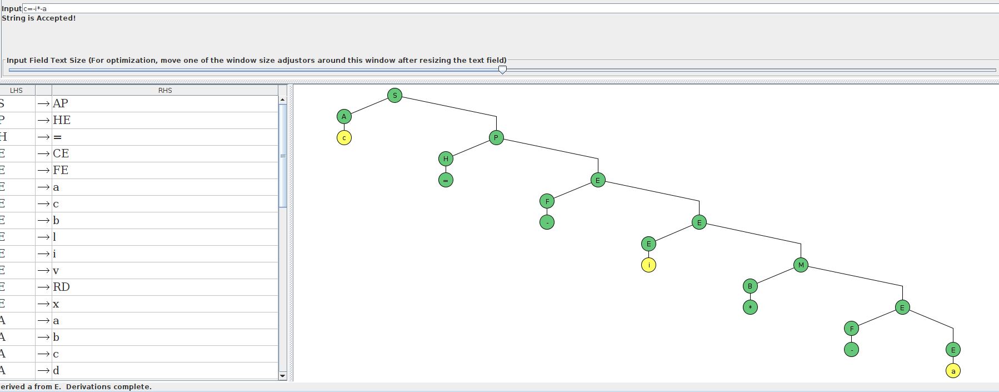 Input c=-i*-a
String is Accepted!
Input Field Text Size (For optimization, move one of the window size adjustors around this window after resizing the text field)
LHS RHS
S → AP
P → HE
H → =
E → CE
E → FE
E → a
E → c
E → b
E → l
E → i
E → v
E → RD
E → x
A → a
A → b
A → c
A → d
S
A
c
P
H
=
E
F
-
E
E
i
M
B
*
E
F
-
E
a
erived a from E. Derivations complete.